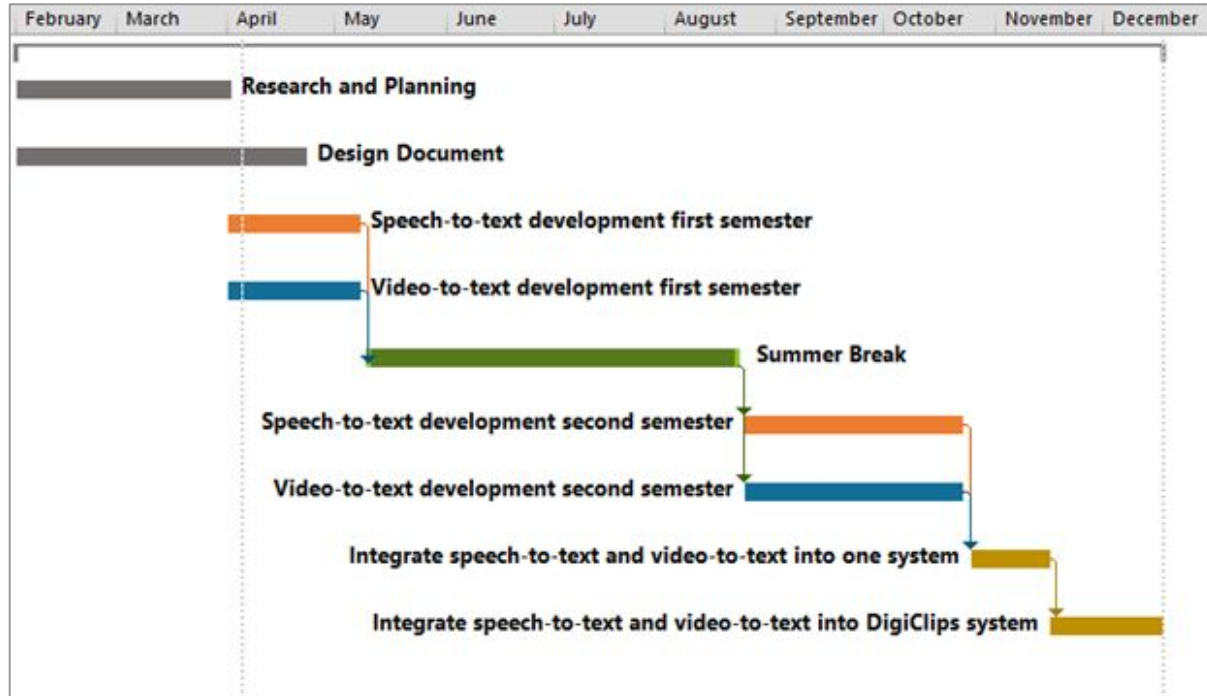 February March April May June July August September October November December
Research and Planning
Design Document
Speech-to-text development first semester
Video-to-text development first semester
Summer Break
Speech-to-text development second semester
Video-to-text development second semester
Integrate speech-to-text and video-to-text into one system
Integrate speech-to-text and video-to-text into DigiClips system